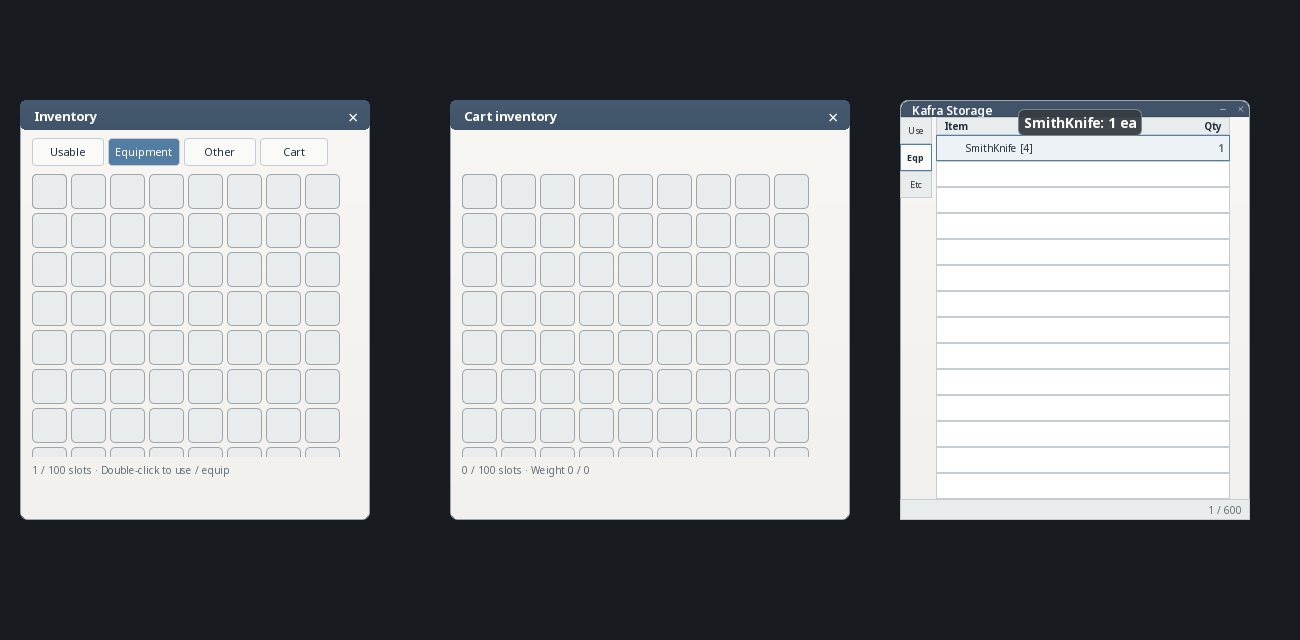 Inventory ×
Usable Equipment Other Cart
1 / 100 slots · Double-click to use / equip
Cart inventory ×
0 / 100 slots · Weight 0 / 0
Kafra Storage – ×
SmithKnife: 1 ea
Use
Eqp
Etc
Item Qty
SmithKnife [4] 1
1 / 600